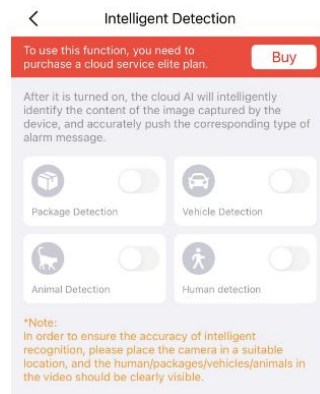 Intelligent Detection
To use this function, you need to
purchase a cloud service elite plan.
Buy
After it is turned on, the cloud AI will intelligently
identify the content of the image captured by the
device, and accurately push the corresponding type of
alarm message.
Package Detection
Vehicle Detection
Animal Detection
Human detection
*Note:
In order to ensure the accuracy of intelligent
recognition, please place the camera in a suitable
location, and the human/packages/vehicles/animals in
the video should be clearly visible.